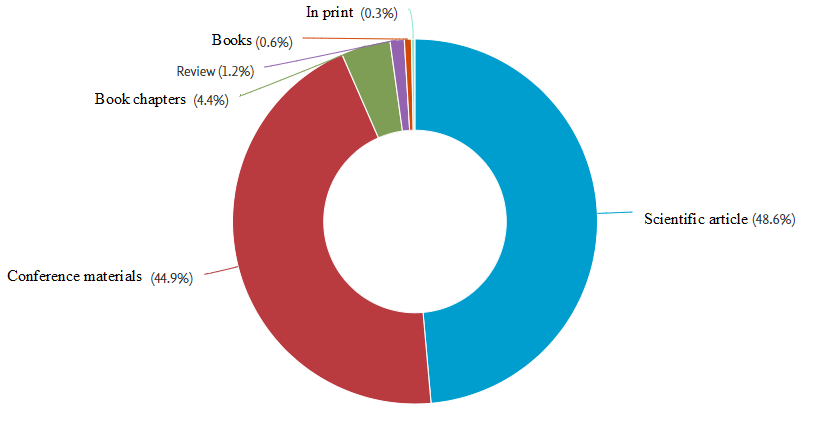 In print (0.3%)
Books (0.6%)
Review (1.2%)
Book chapters (4.4%)
Scientific article (48.6%)
Conference materials (44.9%)